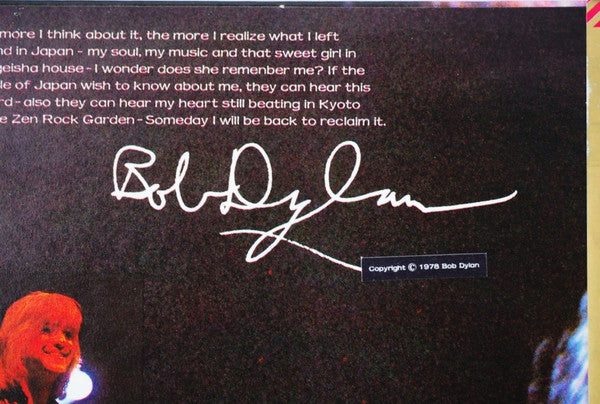 more I think about it, the more I realize what I left
nd in Japan - my soul, my music and that sweet girl in
geisha house - I wonder does she remenber me? If the
le of Japan wish to know about me, they can hear this
rd - also they can hear my heart still beating in Kyoto
e Zen Rock Garden - Someday I will be back to reclaim it.
Bob Dylan
Copyright © 1978 Bob Dylan